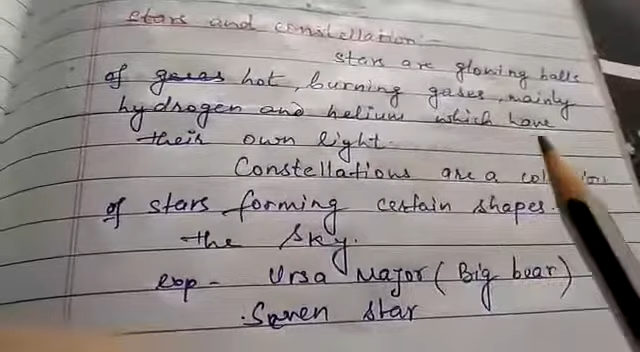 stars and constellation :-
stars are glowing balls
of hot, burning gases, mainly
hydrogen and helium which have
their own light.
Constellations are a
of stars forming certain shapes.
the sky.
exp - Ursa Major (Big bear)
Seven star